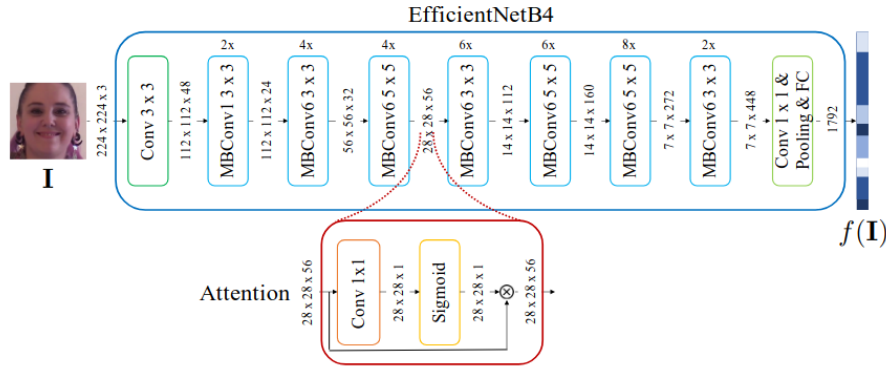 EfficientNetB4
2x
4x
4x
6x
6x
8x
2x
224 x 224 x 3
Conv 3 x 3
112 x 112 x 48
MBConv1 3 x 3
112 x 112 x 24
MBConv6 3 x 3
56 x 56 x 32
MBConv6 5 x 5
28 x 28 x 56
MBConv6 3 x 3
14 x 14 x 112
MBConv6 5 x 5
14 x 14 x 160
MBConv6 5 x 5
7 x 7 x 272
MBConv6 3 x 3
7 x 7 x 448
Conv 1 x 1 &
Pooling & FC
1792
I
f(I)
Attention
28 x 28 x 56
Conv 1x1
28 x 28 x 1
Sigmoid
28 x 28 x 1
28 x 28 x 56